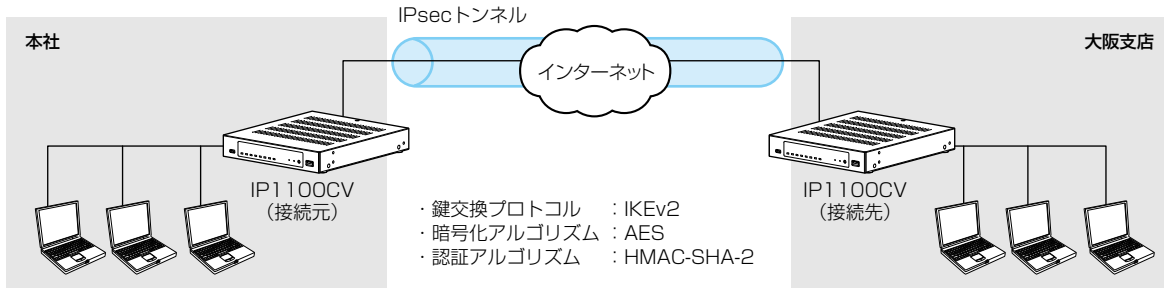 IPsecトンネル
本社
大阪支店
インターネット
IP1100CV
（接続元）
IP1100CV
（接続先）
・鍵交換プロトコル　：IKEv2
・暗号化アルゴリズム：AES
・認証アルゴリズム　：HMAC-SHA-2